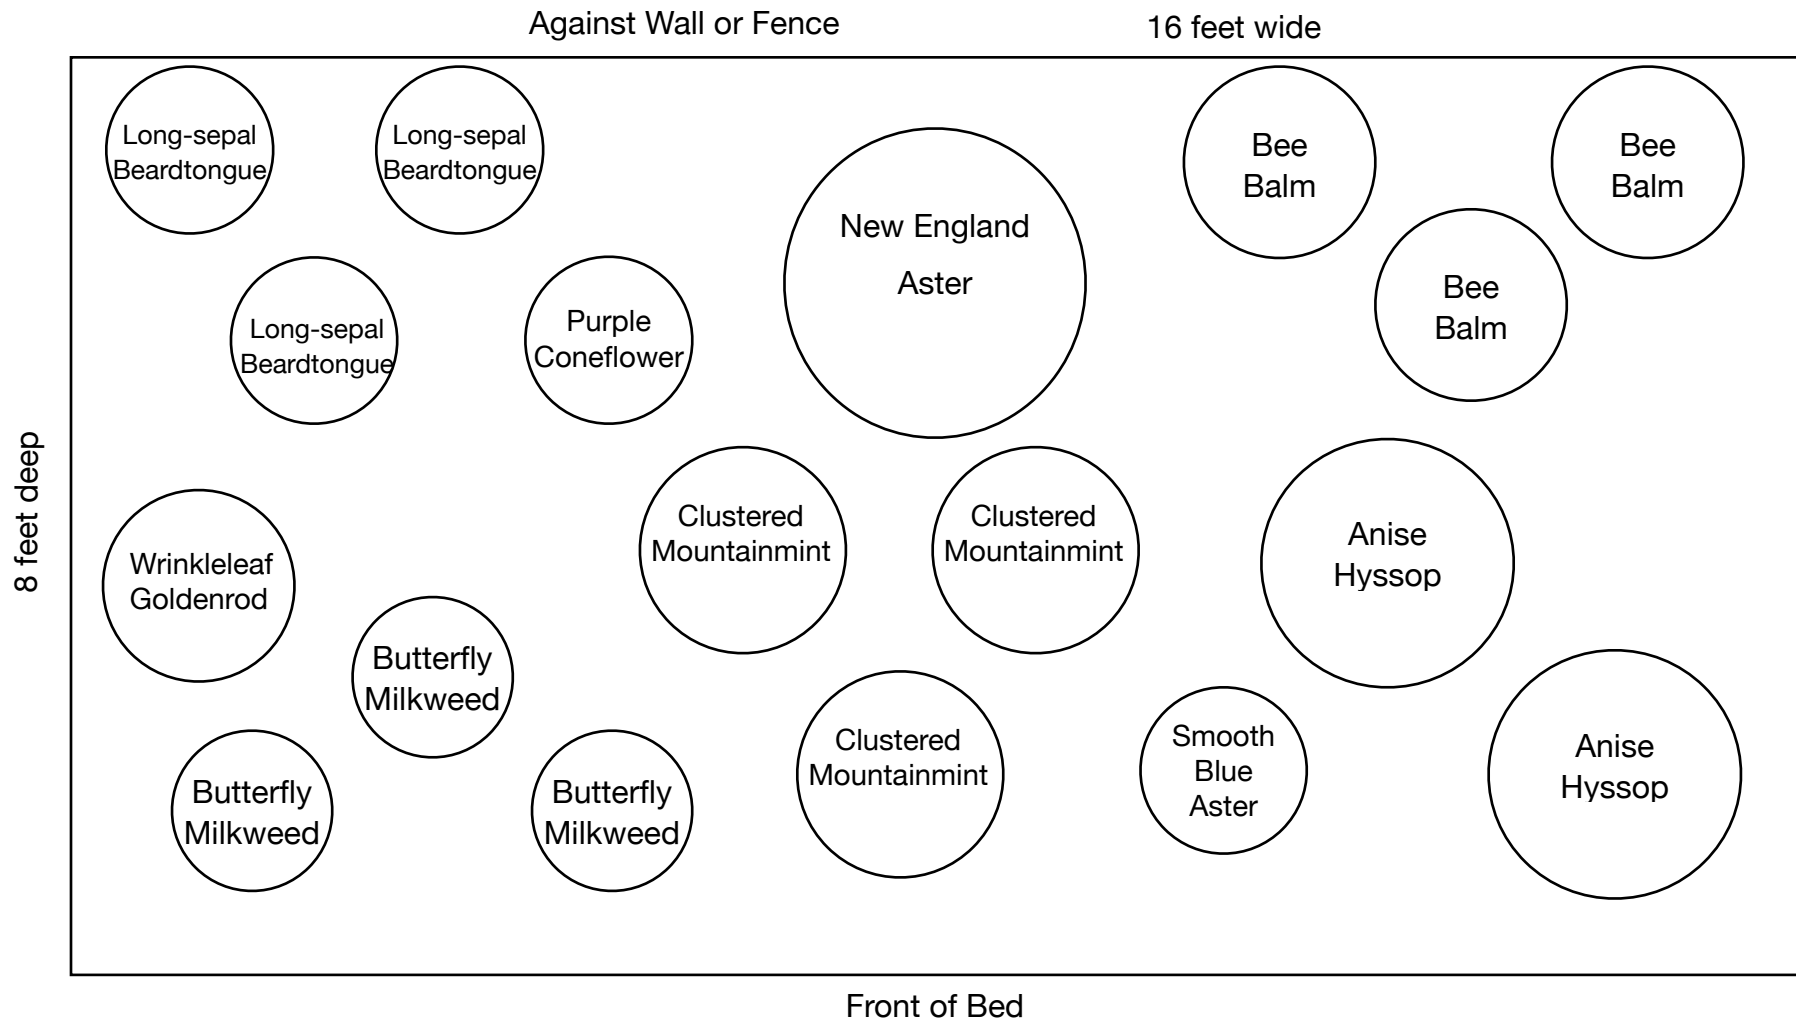 Against Wall or Fence
16 feet wide
8 feet deep
Long-sepal
Beardtongue
Long-sepal
Beardtongue
Bee
Balm
Bee
Balm
New England
Aster
Long-sepal
Beardtongue
Purple
Coneflower
Bee
Balm
Clustered
Mountainmint
Clustered
Mountainmint
Anise
Hyssop
Wrinkleleaf
Goldenrod
Butterfly
Milkweed
Butterfly
Milkweed
Butterfly
Milkweed
Clustered
Mountainmint
Smooth
Blue
Aster
Anise
Hyssop
Front of Bed